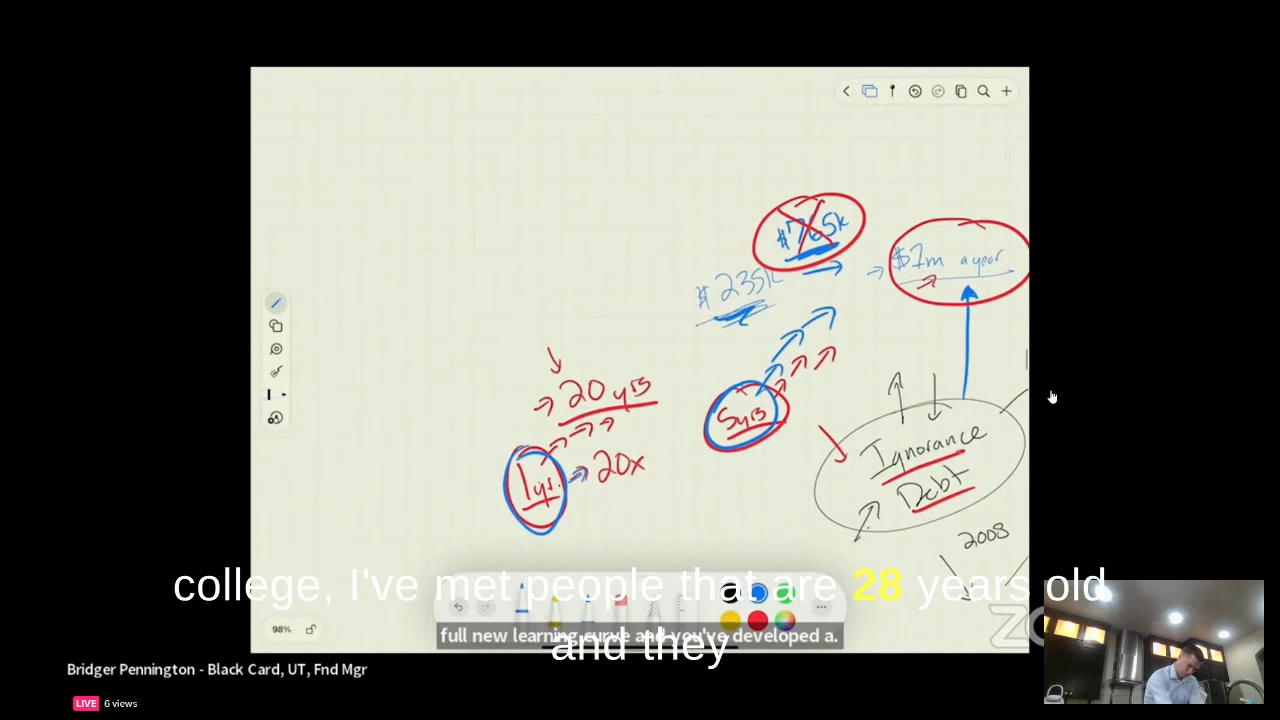 $765k
$235k
$1m a year
20 yrs
5yrs
1yr.
20x
Ignorance
Debt
2008
college, I've met people that are 28 years old
and they
full new learning curve and you've developed a.
98%
Bridger Pennington - Black Card, UT, Fnd Mgr
LIVE 6 views